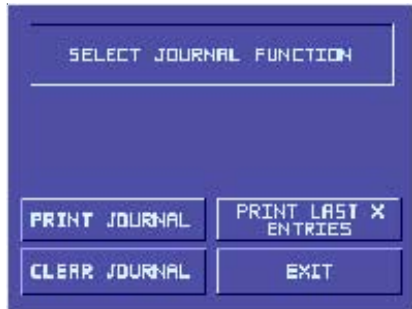 SELECT JOURNAL FUNCTION
PRINT JOURNAL
PRINT LAST X
ENTRIES
CLEAR JOURNAL
EXIT